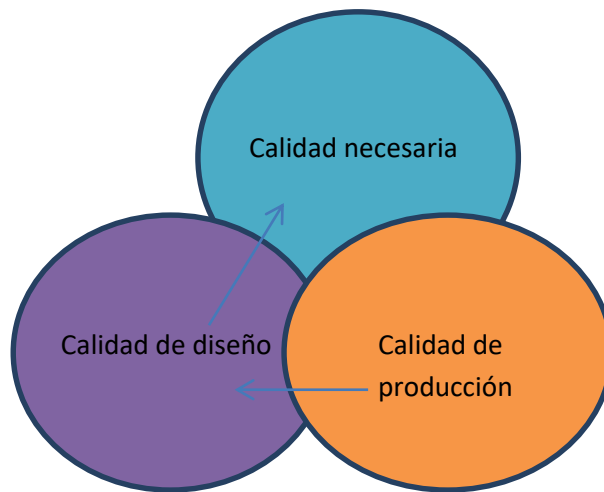 Calidad necesaria
Calidad de diseño
Calidad de
producción